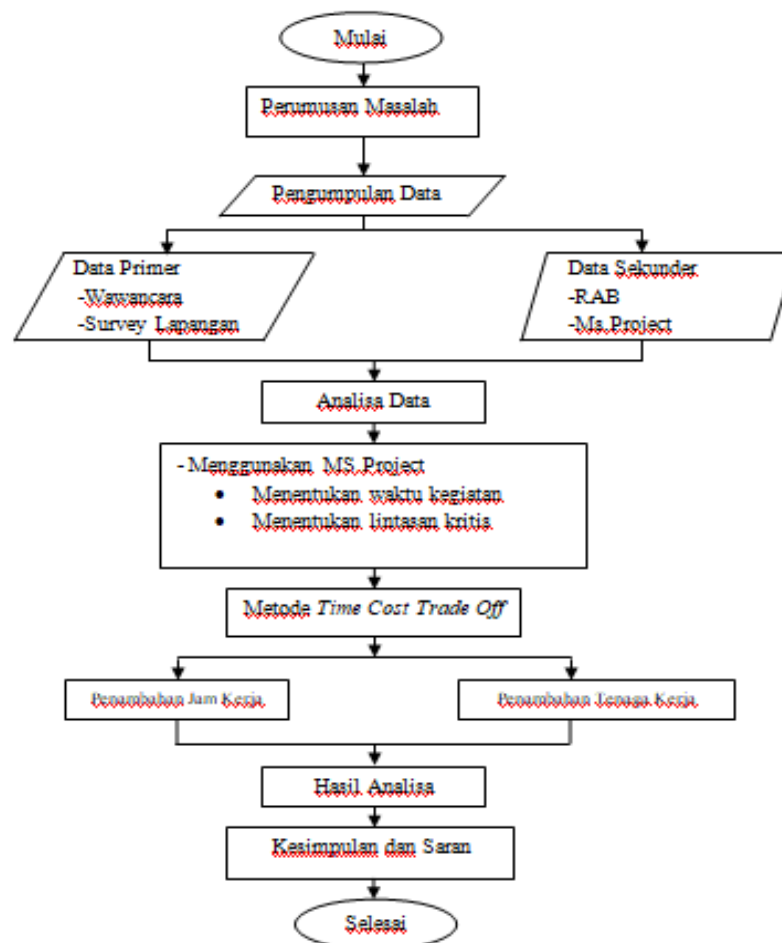 Mulai
Perumusan Masalah
Pengumpulan Data
Data Primer
-Wawancara
-Survey Lapangan
Data Sekunder
-RAB
-Ms.Project
Analisa Data
- Menggunakan MS.Project
• Menentukan waktu kegiatan
• Menentukan lintasan kritis
Metode Time Cost Trade Off
Penambahan Jam Kerja
Penambahan Tenaga Kerja
Hasil Analisa
Kesimpulan dan Saran
Selesai